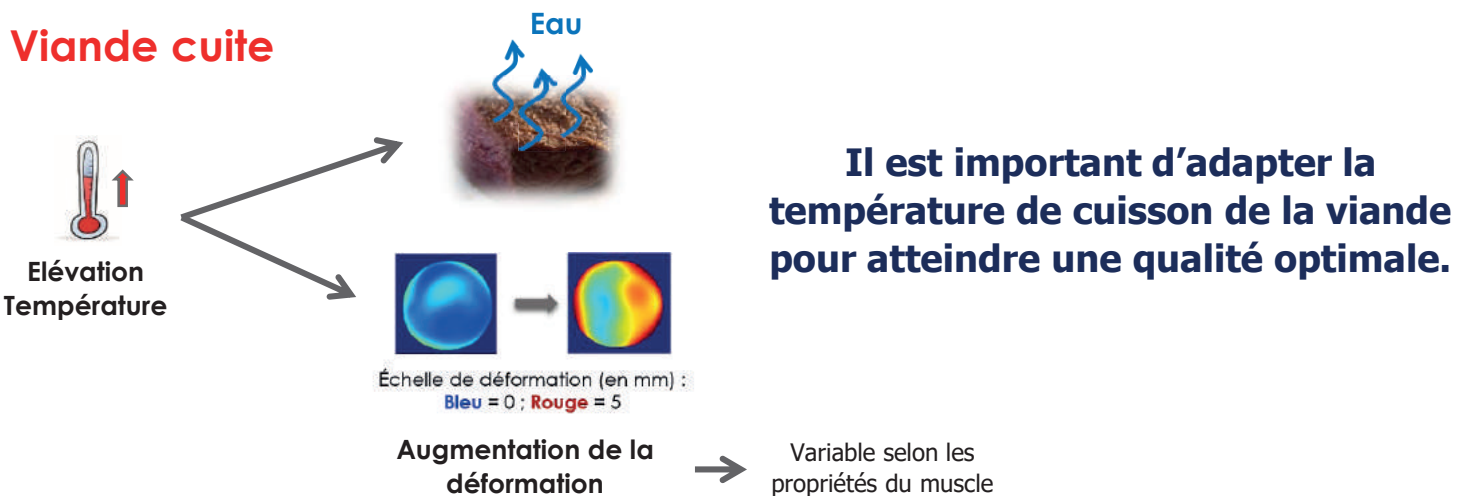 Viande cuite
Eau
Elévation
Température
Il est important d’adapter la
température de cuisson de la viande
pour atteindre une qualité optimale.
Échelle de déformation (en mm) :
Bleu = 0 ; Rouge = 5
Augmentation de la
déformation
Variable selon les
propriétés du muscle